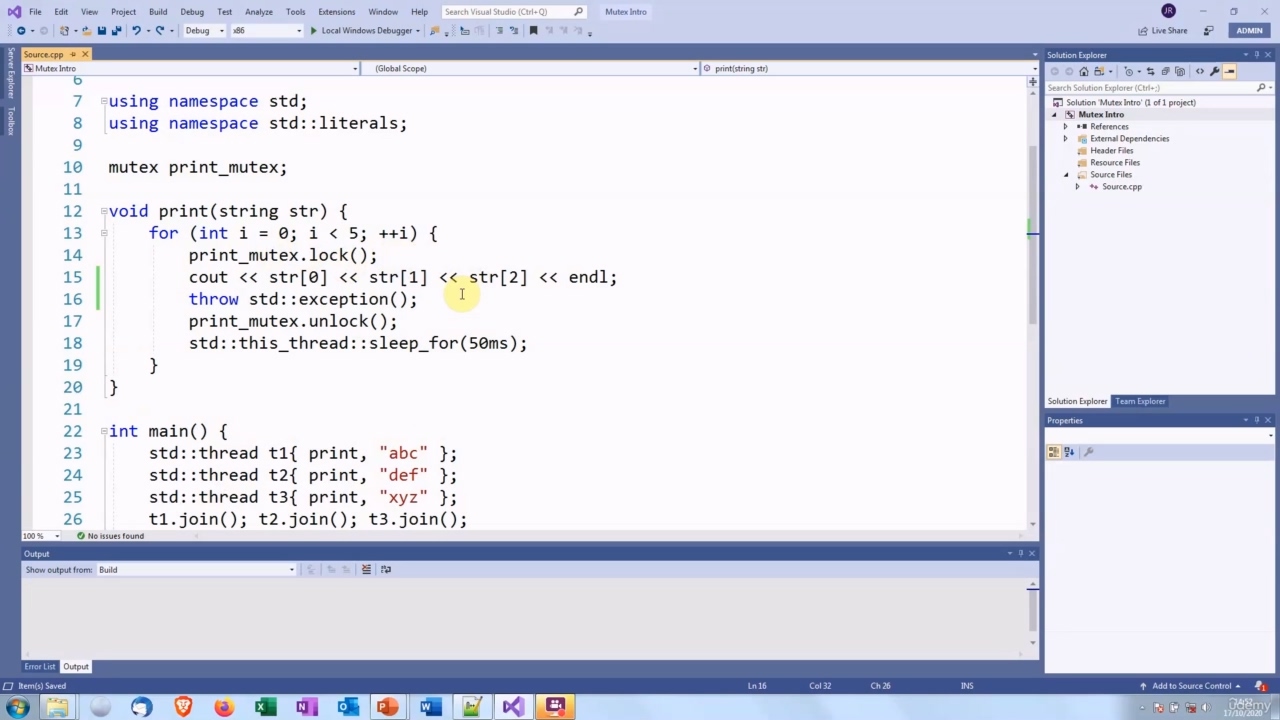 File Edit View Project Build Debug Test Analyze Tools Extensions Window Help Search Visual Studio (Ctrl+Q) Mutex Intro JR
Debug x86 Local Windows Debugger Live Share ADMIN
Server Explorer
Toolbox
Source.cpp
Mutex Intro (Global Scope) print(string str)
6
7 using namespace std;
8 using namespace std::literals;
9
10 mutex print_mutex;
11
12 void print(string str) {
13 for (int i = 0; i < 5; ++i) {
14 print_mutex.lock();
15 cout << str[0] << str[1] << str[2] << endl;
16 throw std::exception();
17 print_mutex.unlock();
18 std::this_thread::sleep_for(50ms);
19 }
20 }
21
22 int main() {
23 std::thread t1{ print, "abc" };
24 std::thread t2{ print, "def" };
25 std::thread t3{ print, "xyz" };
26 t1.join(); t2.join(); t3.join();
100 % No issues found
Output
Show output from: Build
Error List Output
Solution Explorer
Search Solution Explorer (Ctrl+;)
Solution 'Mutex Intro' (1 of 1 project)
Mutex Intro
References
External Dependencies
Header Files
Resource Files
Source Files
Source.cpp
Solution Explorer Team Explorer
Properties
Item(s) Saved Ln 16 Col 32 Ch 26 INS Add to Source Control 1
17/10/2020
udemy